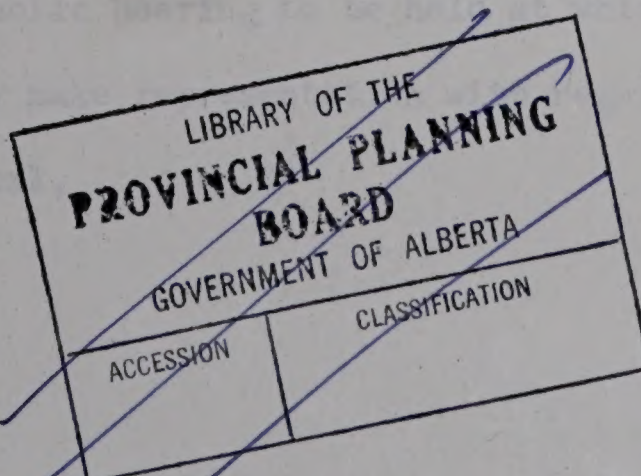 LIBRARY OF THE
PROVINCIAL PLANNING
BOARD
GOVERNMENT OF ALBERTA
ACCESSION
CLASSIFICATION